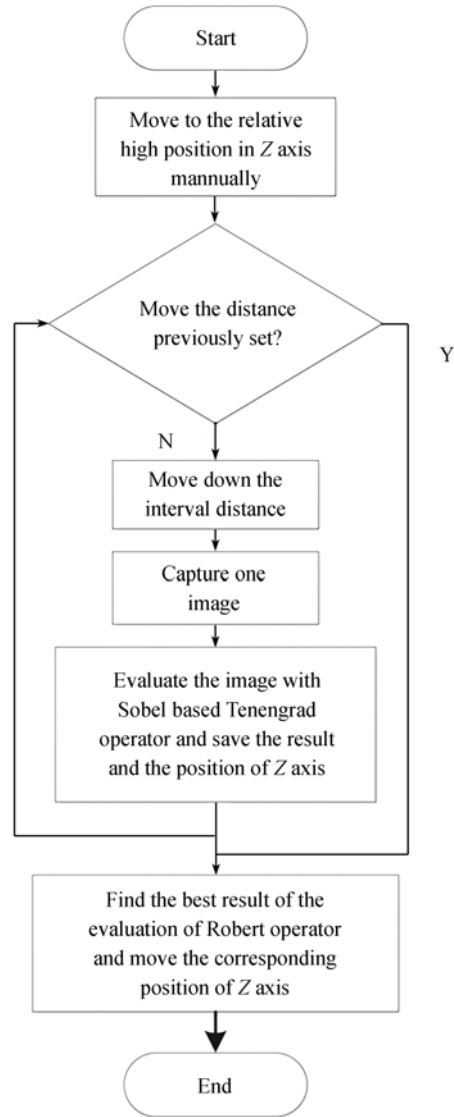 Start
Move to the relative
high position in Z axis
mannually
Move the distance
previously set?
Y
N
Move down the
interval distance
Capture one
image
Evaluate the image with
Sobel based Tenengrad
operator and save the result
and the position of Z axis
Find the best result of the
evaluation of Robert operator
and move the corresponding
position of Z axis
End